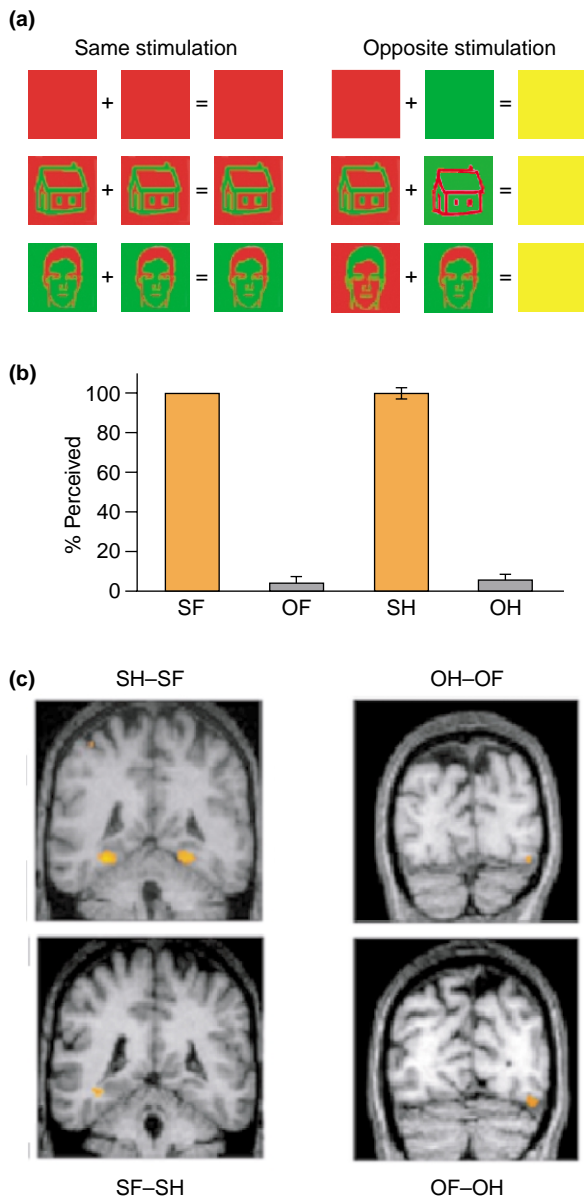 (a)
Same stimulation
Opposite stimulation
+ =
+ =
+ =
+ =
+ =
+ =
(b)
% Perceived
100
80
60
40
20
0
SF OF SH OH
(c)
SH–SF
OH–OF
SF–SH
OF–OH